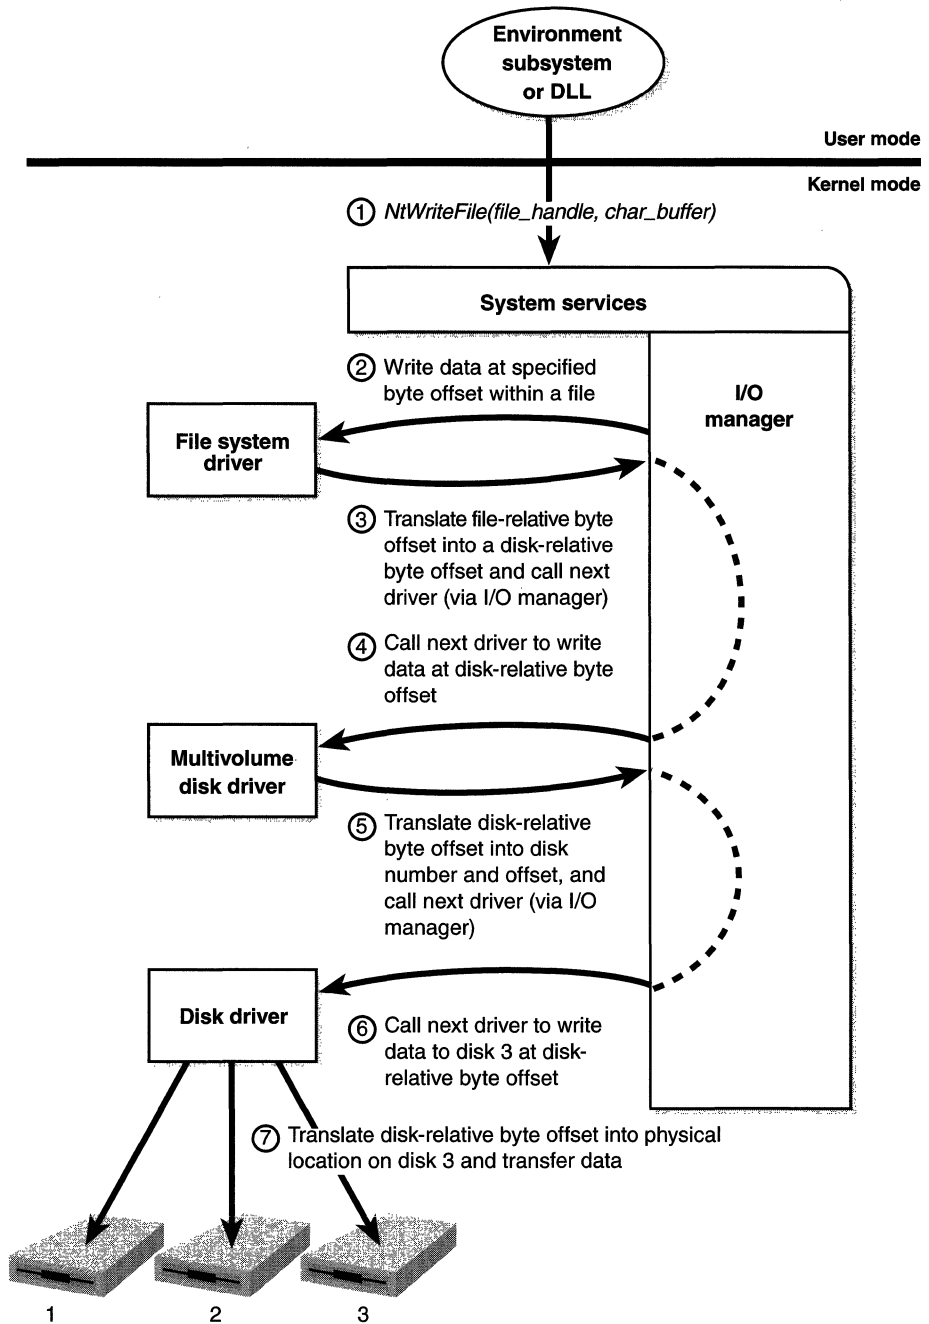 Environment
subsystem
or DLL
User mode
Kernel mode
① NtWriteFile(file_handle, char_buffer)
System services
② Write data at specified
byte offset within a file
I/O
manager
File system
driver
③ Translate file-relative byte
offset into a disk-relative
byte offset and call next
driver (via I/O manager)
④ Call next driver to write
data at disk-relative byte
offset
Multivolume
disk driver
⑤ Translate disk-relative
byte offset into disk
number and offset, and
call next driver (via I/O
manager)
Disk driver
⑥ Call next driver to write
data to disk 3 at disk-
relative byte offset
⑦ Translate disk-relative byte offset into physical
location on disk 3 and transfer data
1
2
3